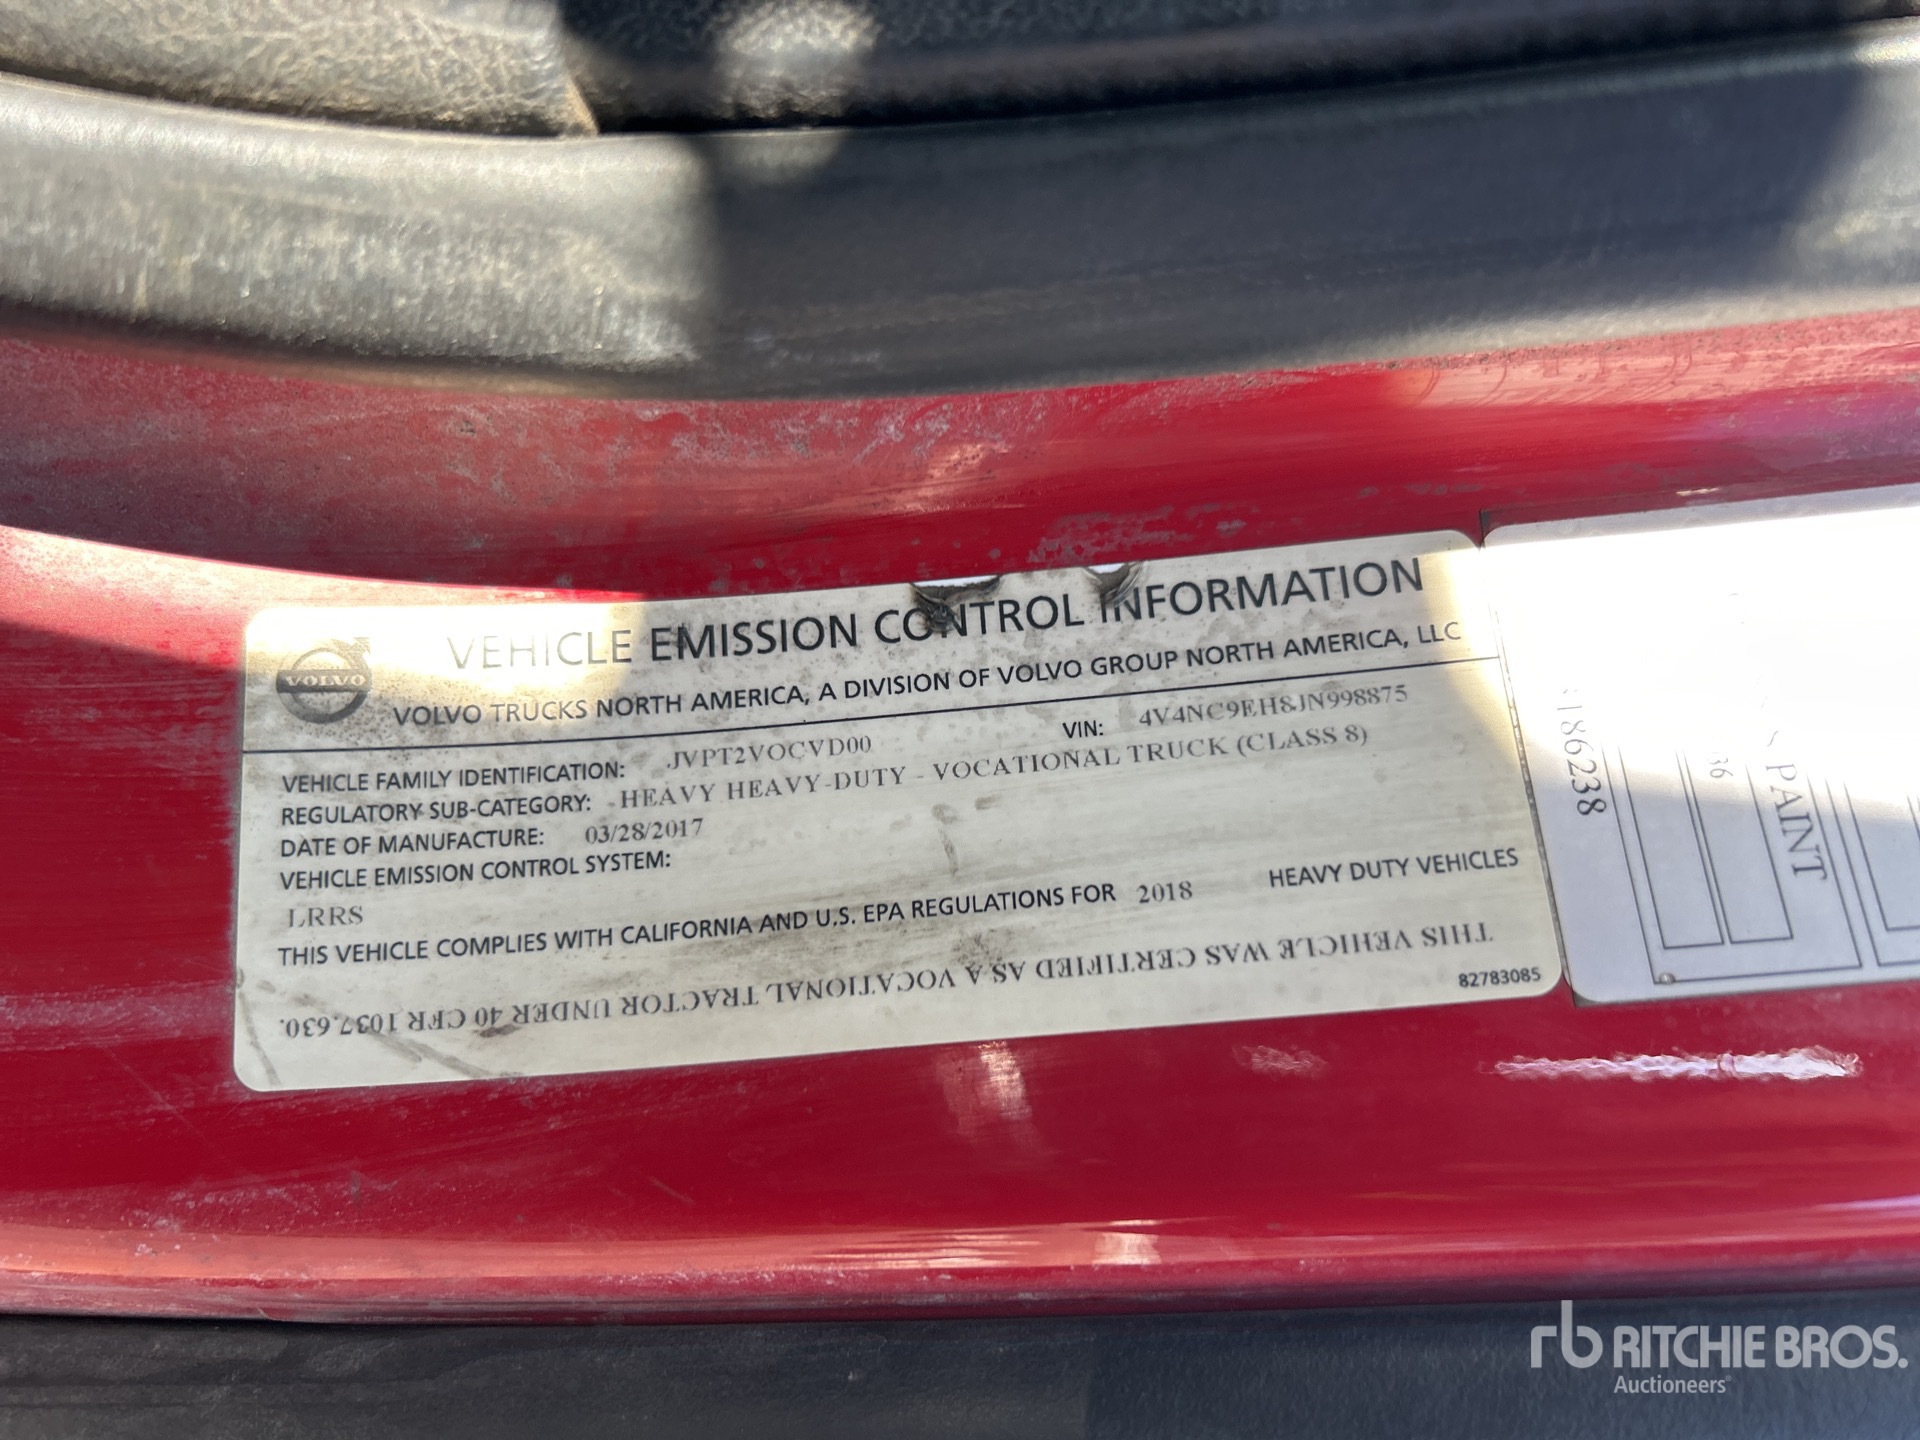 VOLVO
VEHICLE EMISSION CONTROL INFORMATION
VOLVO TRUCKS NORTH AMERICA, A DIVISION OF VOLVO GROUP NORTH AMERICA, LLC
VEHICLE FAMILY IDENTIFICATION: JVPT2VOCVD00 VIN: 4V4NC9EH8JN998875
REGULATORY SUB-CATEGORY: HEAVY HEAVY-DUTY - VOCATIONAL TRUCK (CLASS 8)
DATE OF MANUFACTURE: 03/28/2017
VEHICLE EMISSION CONTROL SYSTEM:
LRRS
THIS VEHICLE COMPLIES WITH CALIFORNIA AND U.S. EPA REGULATIONS FOR 2018 HEAVY DUTY VEHICLES
THIS VEHICLE WAS CERTIFIED AS A VOCATIONAL TRACTOR UNDER 40 CFR 1037.630.
82783085
PAINT
rb RITCHIE BROS.
Auctioneers